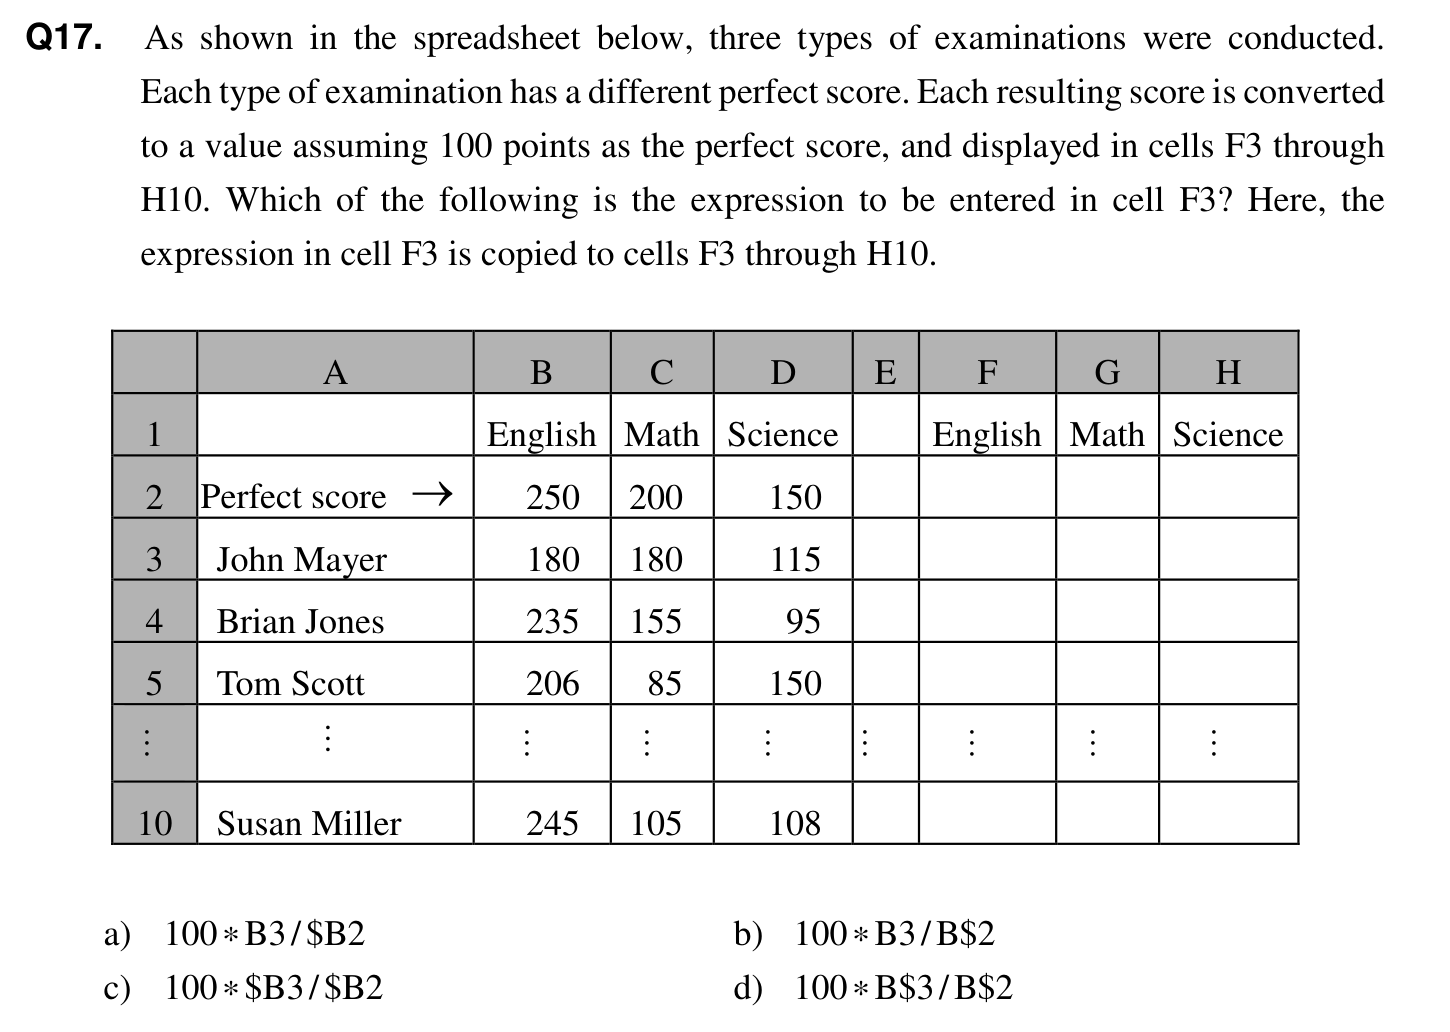 Q17. As shown in the spreadsheet below, three types of examinations were conducted.
Each type of examination has a different perfect score. Each resulting score is converted
to a value assuming 100 points as the perfect score, and displayed in cells F3 through
H10. Which of the following is the expression to be entered in cell F3? Here, the
expression in cell F3 is copied to cells F3 through H10.
A B C D E F G H
1 English Math Science English Math Science
2 Perfect score → 250 200 150
3 John Mayer 180 180 115
4 Brian Jones 235 155 95
5 Tom Scott 206 85 150
⋮ ⋮ ⋮ ⋮ ⋮ ⋮ ⋮ ⋮ ⋮
10 Susan Miller 245 105 108
a) 100*B3/$B2 b) 100*B3/B$2
c) 100*$B3/$B2 d) 100*B$3/B$2